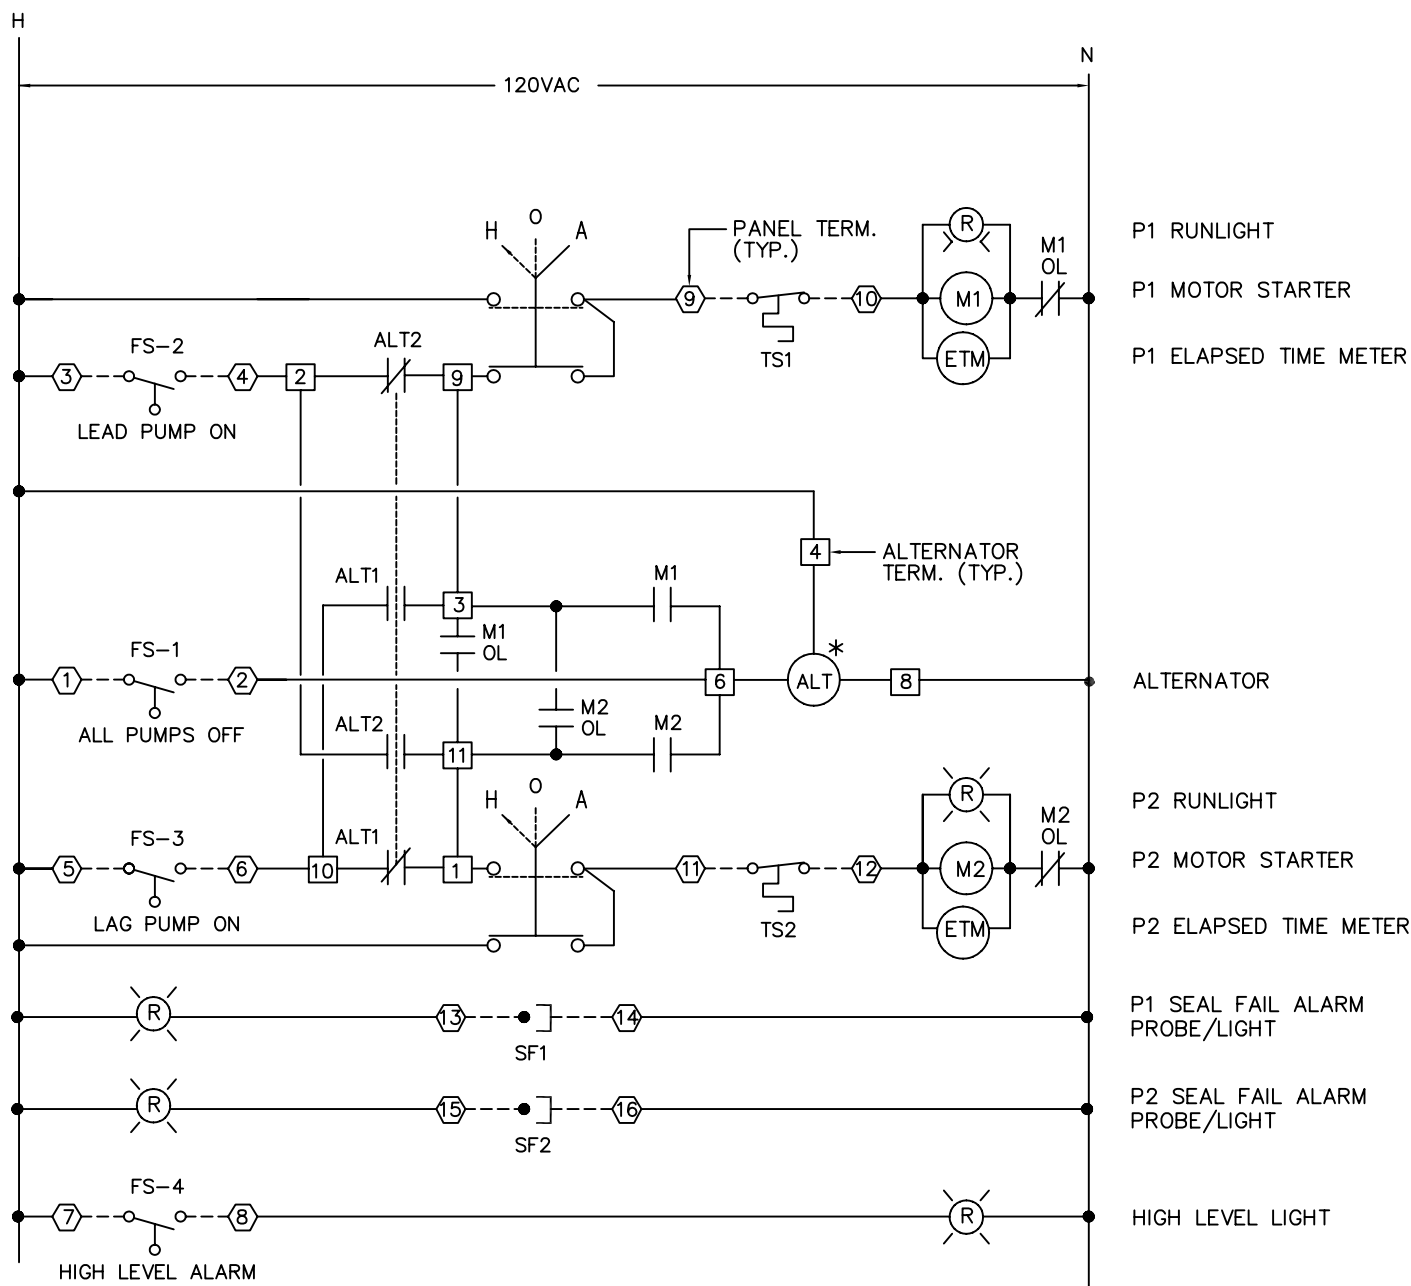 H
N
120VAC
H O A
PANEL TERM.
(TYP.)
R
M1
OL
P1 RUNLIGHT
9
10
M1
P1 MOTOR STARTER
TS1
ETM
P1 ELAPSED TIME METER
FS-2
ALT2
3
4
2
9
LEAD PUMP ON
4
ALTERNATOR
TERM. (TYP.)
ALT1
3
M1
M1
OL
FS-1
1
2
6
ALT
*
8
ALTERNATOR
ALL PUMPS OFF
ALT2
11
M2
OL
M2
H O A
R
M2
OL
P2 RUNLIGHT
FS-3
ALT1
5
6
10
1
11
12
M2
P2 MOTOR STARTER
LAG PUMP ON
TS2
ETM
P2 ELAPSED TIME METER
R
13
14
SF1
P1 SEAL FAIL ALARM
PROBE/LIGHT
R
15
16
SF2
P2 SEAL FAIL ALARM
PROBE/LIGHT
FS-4
7
8
R
HIGH LEVEL LIGHT
HIGH LEVEL ALARM